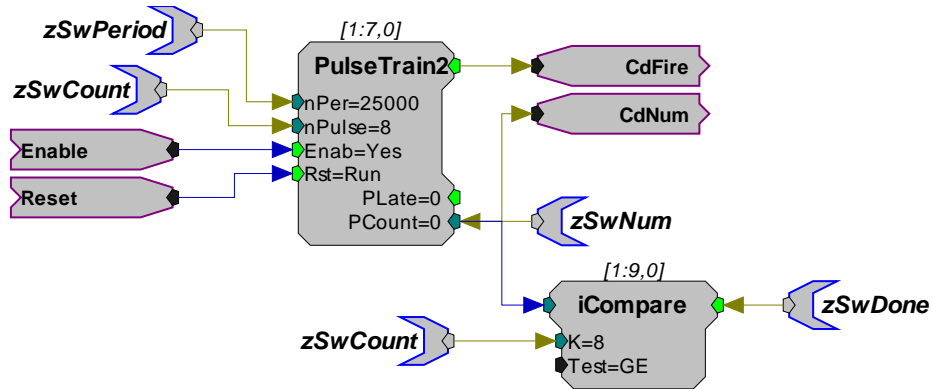 [1:7,0]
zSwPeriod
PulseTrain2
CdFire
zSwCount
nPer=25000
CdNum
nPulse=8
Enable
Enab=Yes
Reset
Rst=Run
PLate=0
PCount=0
zSwNum
[1:9,0]
iCompare
zSwDone
zSwCount
K=8
Test=GE